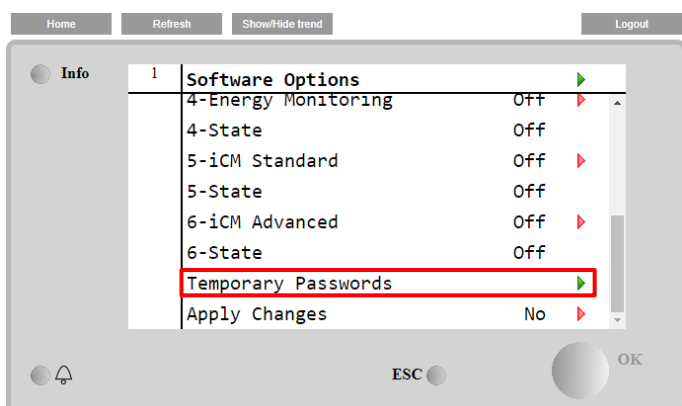 Home Refresh Show/Hide trend Logout
Info 1 Software Options
4-Energy Monitoring Off
4-State Off
5-iCM Standard Off
5-State Off
6-iCM Advanced Off
6-State Off
Temporary Passwords
Apply Changes No
ESC OK